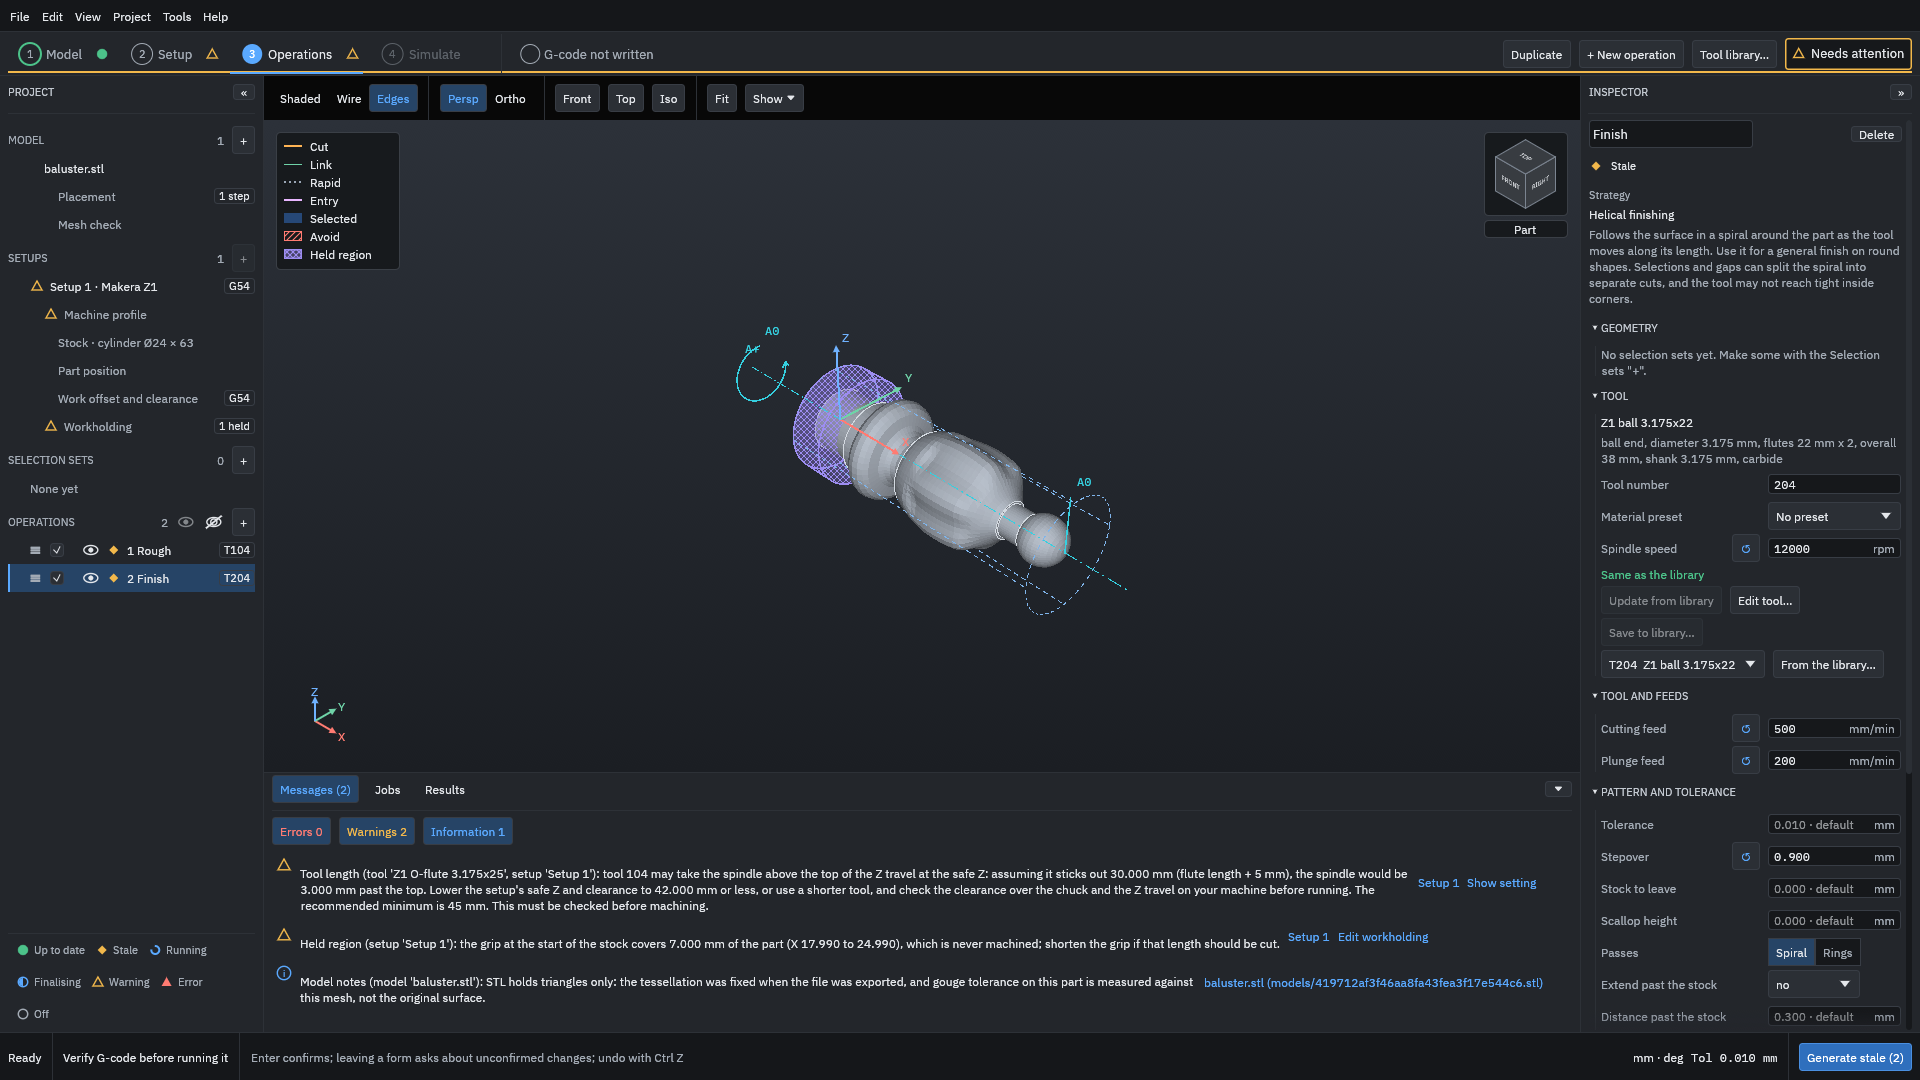 File Edit View Project Tools Help
1 Model 2 Setup 3 Operations 4 Simulate G-code not written Duplicate + New operation Tool library... Needs attention
PROJECT «
MODEL 1 +
baluster.stl
Placement 1 step
Mesh check
SETUPS 1 +
Setup 1 · Makera Z1 G54
Machine profile
Stock · cylinder Ø24 × 63
Part position
Work offset and clearance G54
Workholding 1 held
SELECTION SETS 0 +
None yet
OPERATIONS 2 +
1 Rough T104
2 Finish T204
Up to date Stale Running
Finalising Warning Error
Off
Shaded Wire Edges Persp Ortho Front Top Iso Fit Show
Cut
Link
Rapid
Entry
Selected
Avoid
Held region
A0
A+
Z
Y
X
A0
Z
Y
X
TOP
FRONT RIGHT
Part
Messages (2) Jobs Results
Errors 0 Warnings 2 Information 1
Tool length (tool 'Z1 O-flute 3.175x25', setup 'Setup 1'): tool 104 may take the spindle above the top of the Z travel at the safe Z: assuming it sticks out 30.000 mm (flute length + 5 mm), the spindle would be
3.000 mm past the top. Lower the setup's safe Z and clearance to 42.000 mm or less, or use a shorter tool, and check the clearance over the chuck and the Z travel on your machine before running. The
recommended minimum is 45 mm. This must be checked before machining.
Setup 1 Show setting
Held region (setup 'Setup 1'): the grip at the start of the stock covers 7.000 mm of the part (X 17.990 to 24.990), which is never machined; shorten the grip if that length should be cut.
Setup 1 Edit workholding
Model notes (model 'baluster.stl'): STL holds triangles only: the tessellation was fixed when the file was exported, and gouge tolerance on this part is measured against
this mesh, not the original surface.
baluster.stl (models/419712af3f46aa8fa43fea3f17e544c6.stl)
INSPECTOR »
Finish Delete
Stale
Strategy
Helical finishing
Follows the surface in a spiral around the part as the tool
moves along its length. Use it for a general finish on round
shapes. Selections and gaps can split the spiral into
separate cuts, and the tool may not reach tight inside
corners.
GEOMETRY
No selection sets yet. Make some with the Selection
sets "+".
TOOL
Z1 ball 3.175x22
ball end, diameter 3.175 mm, flutes 22 mm x 2, overall
38 mm, shank 3.175 mm, carbide
Tool number 204
Material preset No preset
Spindle speed 12000 rpm
Same as the library
Update from library Edit tool...
Save to library...
T204 Z1 ball 3.175x22 From the library...
TOOL AND FEEDS
Cutting feed 500 mm/min
Plunge feed 200 mm/min
PATTERN AND TOLERANCE
Tolerance 0.010 · default mm
Stepover 0.900 mm
Stock to leave 0.000 · default mm
Scallop height 0.000 · default mm
Passes Spiral Rings
Extend past the stock no
Distance past the stock 0.300 · default mm
Ready Verify G-code before running it Enter confirms; leaving a form asks about unconfirmed changes; undo with Ctrl Z mm · deg Tol 0.010 mm Generate stale (2)